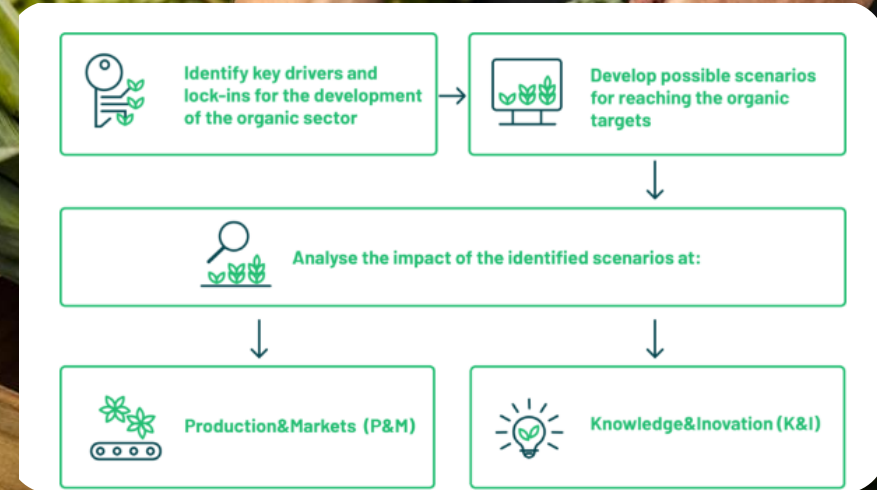 Identify key drivers and
lock-ins for the development
of the organic sector
Develop possible scenarios
for reaching the organic
targets
Analyse the impact of the identified scenarios at:
Production&Markets (P&M)
Knowledge&Inovation (K&I)